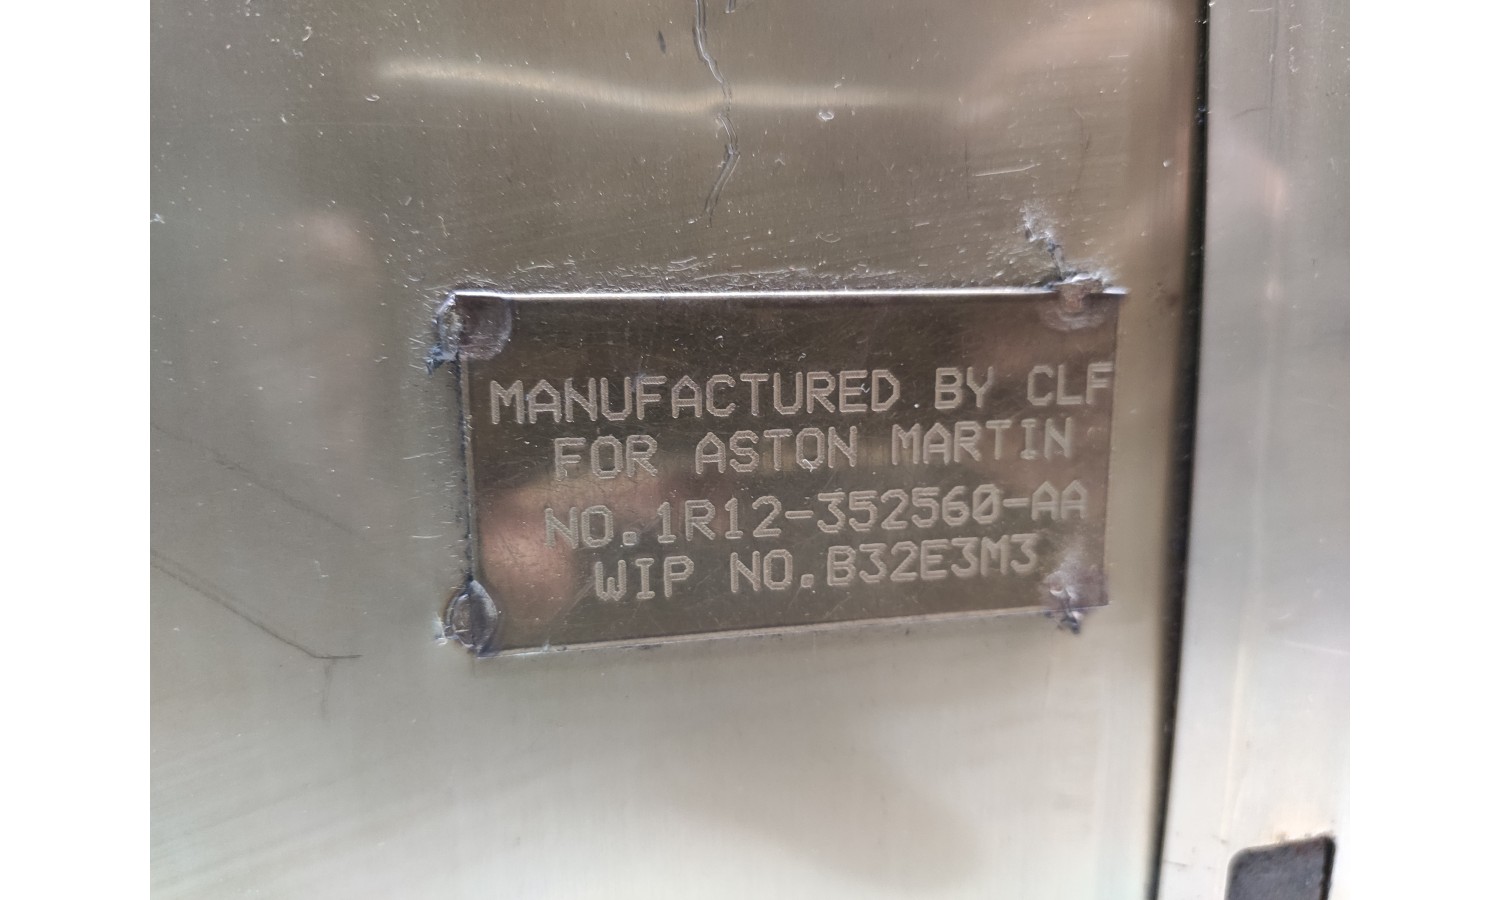 MANUFACTURED BY CLF
FOR ASTON MARTIN
NO.1R12-352560-AA
WIP NO.B32E3M3